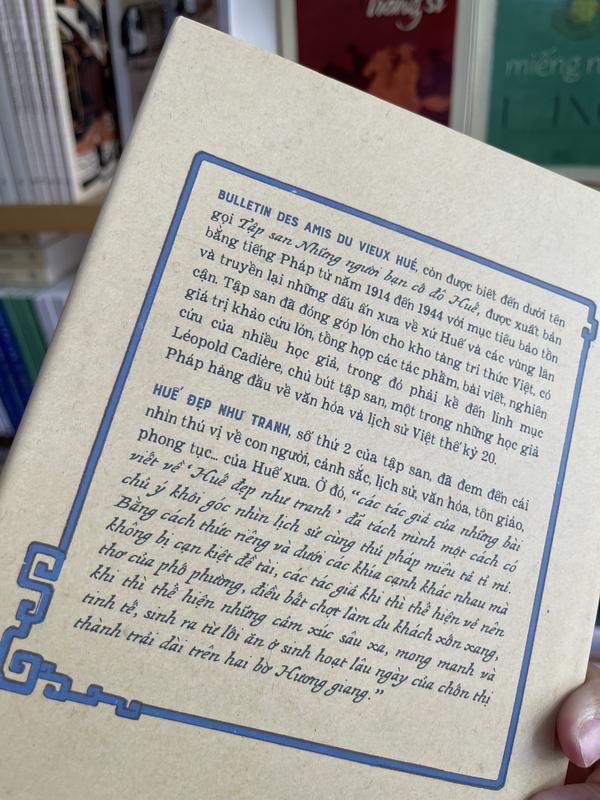 tráng sĩ
miếng n
BULLETIN DES AMIS DU VIEUX HUÉ, còn được biết đến dưới tên
gọi Tập san Những người bạn cố đô Huế, được xuất bản
bằng tiếng Pháp từ năm 1914 đến 1944 với mục tiêu bảo tồn
và truyền lại những dấu ấn xưa về xứ Huế và các vùng lân
cận. Tập san đã đóng góp lớn cho kho tàng tri thức Việt, có
giá trị khảo cứu lớn, tổng hợp các tác phẩm, bài viết, nghiên
cứu của nhiều học giả, trong đó phải kể đến linh mục
Léopold Cadière, chủ bút tập san, một trong những học giả
Pháp hàng đầu về văn hóa và lịch sử Việt thế kỷ 20.
HUẾ ĐẸP NHƯ TRANH, số thứ 2 của tập san, đã đem đến cái
nhìn thú vị về con người, cảnh sắc, lịch sử, văn hóa, tôn giáo,
phong tục... của Huế xưa. Ở đó, “các tác giả của những bài
viết về ‘Huế đẹp như tranh’ đã tách mình một cách có
chủ ý khỏi góc nhìn lịch sử cùng thủ pháp miêu tả tỉ mỉ.
Bằng cách thức riêng và dưới các khía cạnh khác nhau mà
không bị cạn kiệt đề tài, các tác giả khi thì thể hiện vẻ nên
thơ của phố phường, điều bất chợt làm du khách xốn xang,
khi thì thể hiện những cảm xúc sâu xa, mong manh và
tinh tế, sinh ra từ lối ăn ở sinh hoạt lâu ngày của chốn thị
thành trải dài trên hai bờ Hương giang.”